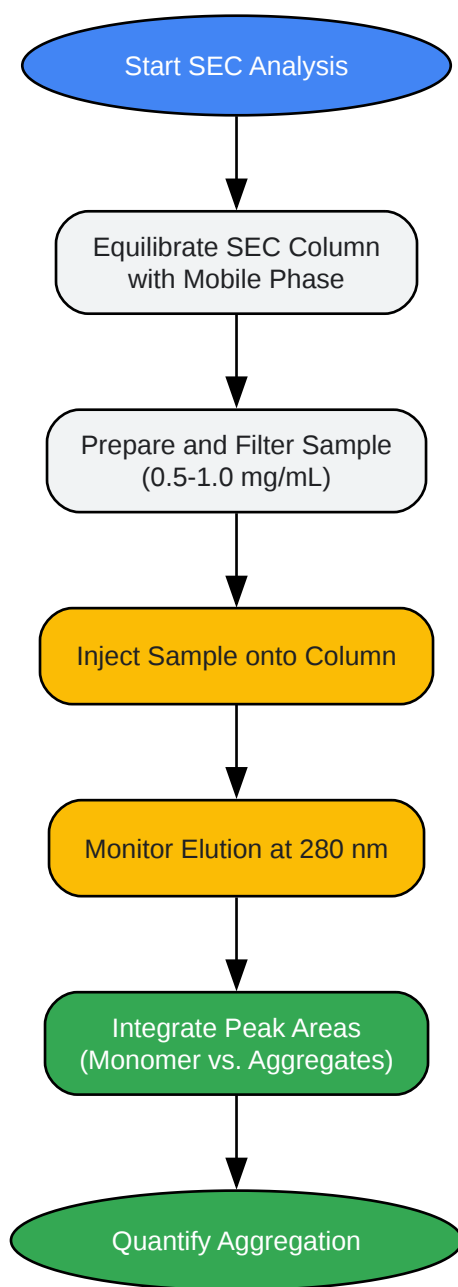 Start SEC Analysis
Equilibrate SEC Column
with Mobile Phase
Prepare and Filter Sample
(0.5-1.0 mg/mL)
Inject Sample onto Column
Monitor Elution at 280 nm
Integrate Peak Areas
(Monomer vs. Aggregates)
Quantify Aggregation